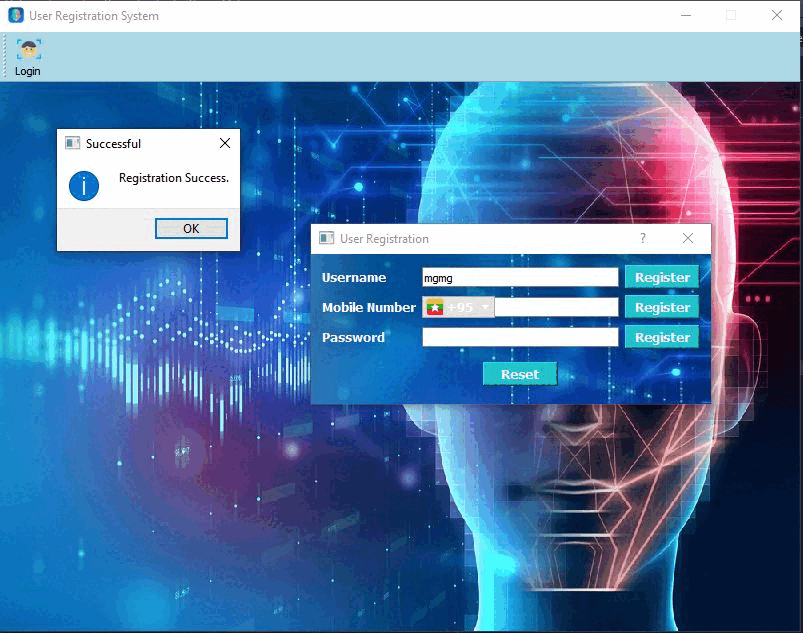 User Registration System
Login
Successful
Registration Success.
OK
User Registration
?
Username
mgmg
Register
Mobile Number
+95
Register
Password
Register
Reset